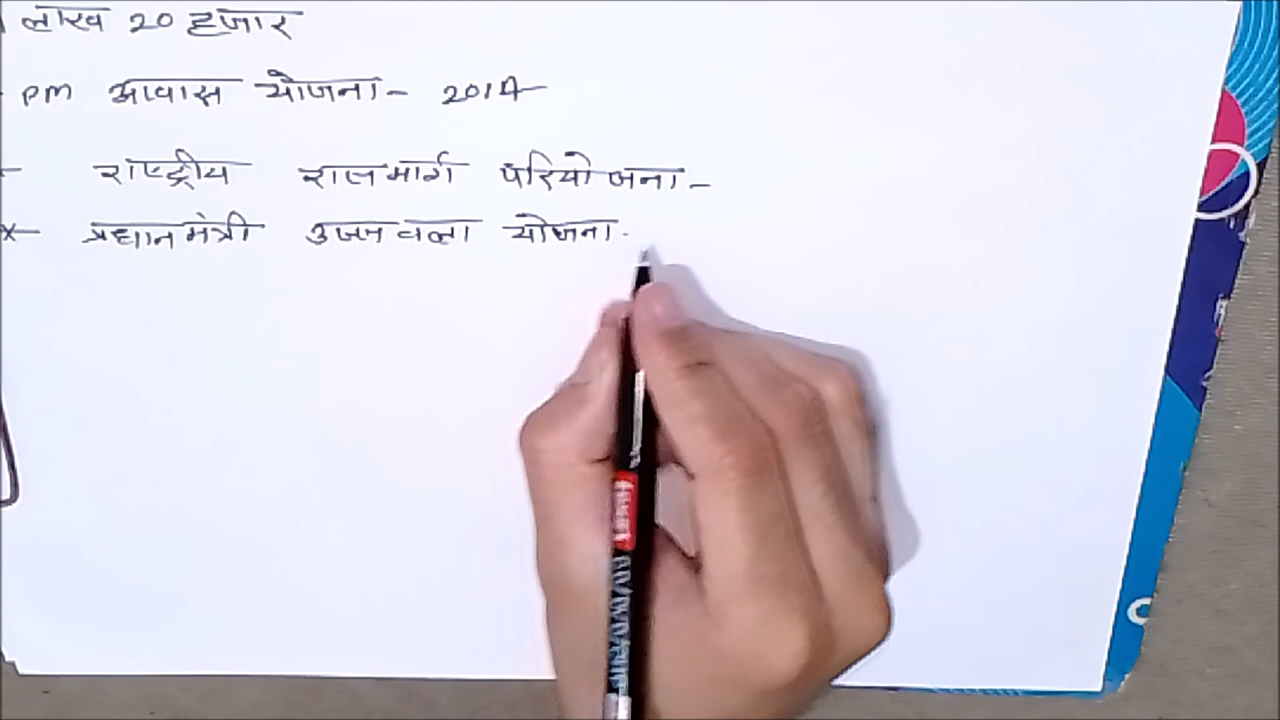 लाख 20 हजार
pm आवास योजना - 2014
राष्ट्रीय राजमार्ग परियोजना -
x- प्रधानमंत्री उज्जवला योजना.